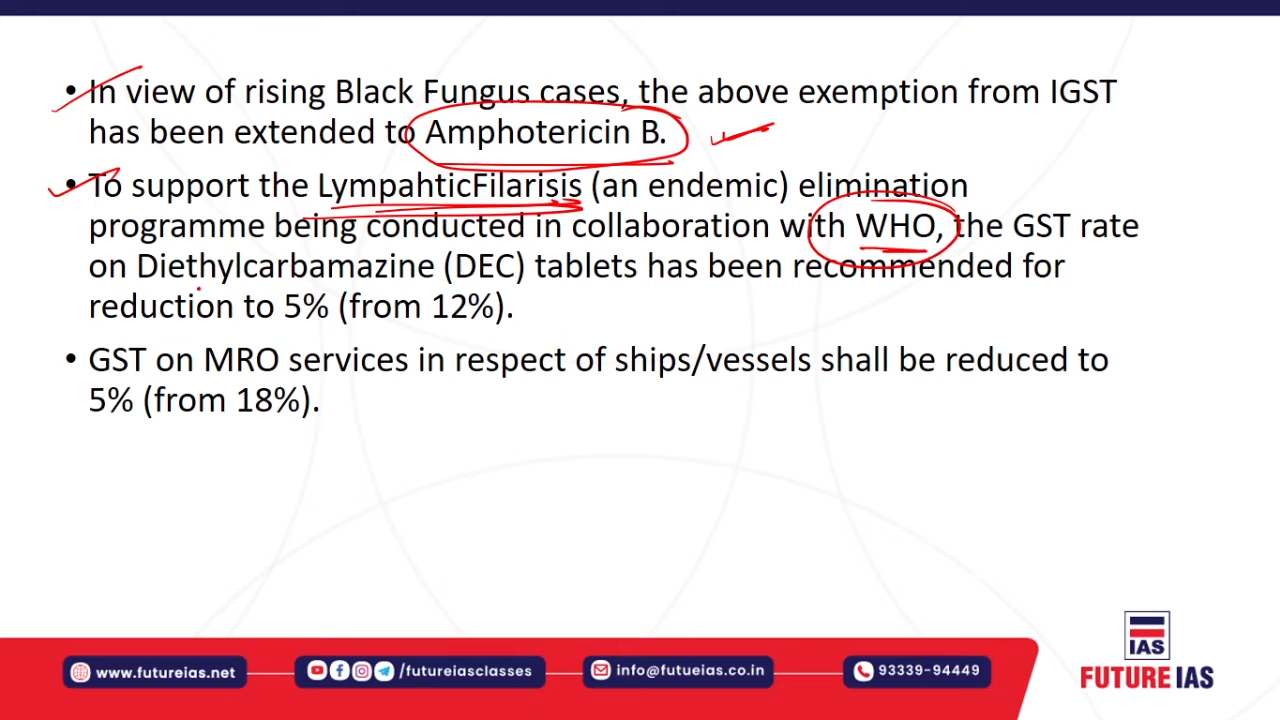 • In view of rising Black Fungus cases, the above exemption from IGST
has been extended to Amphotericin B.
• To support the LympahticFilarisis (an endemic) elimination
programme being conducted in collaboration with WHO, the GST rate
on Diethylcarbamazine (DEC) tablets has been recommended for
reduction to 5% (from 12%).
• GST on MRO services in respect of ships/vessels shall be reduced to
5% (from 18%).
IAS
FUTURE IAS
www.futureias.net
/futureiasclasses
info@futueias.co.in
93339-94449